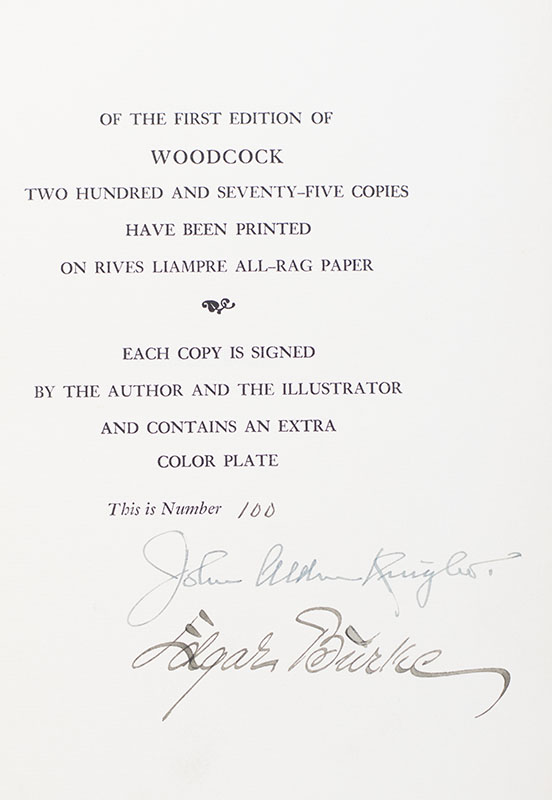 OF THE FIRST EDITION OF
WOODCOCK
TWO HUNDRED AND SEVENTY–FIVE COPIES
HAVE BEEN PRINTED
ON RIVES LIAMPRE ALL–RAG PAPER
EACH COPY IS SIGNED
BY THE AUTHOR AND THE ILLUSTRATOR
AND CONTAINS AN EXTRA
COLOR PLATE
This is Number 100
John Alden Knight.
Edgar Burke